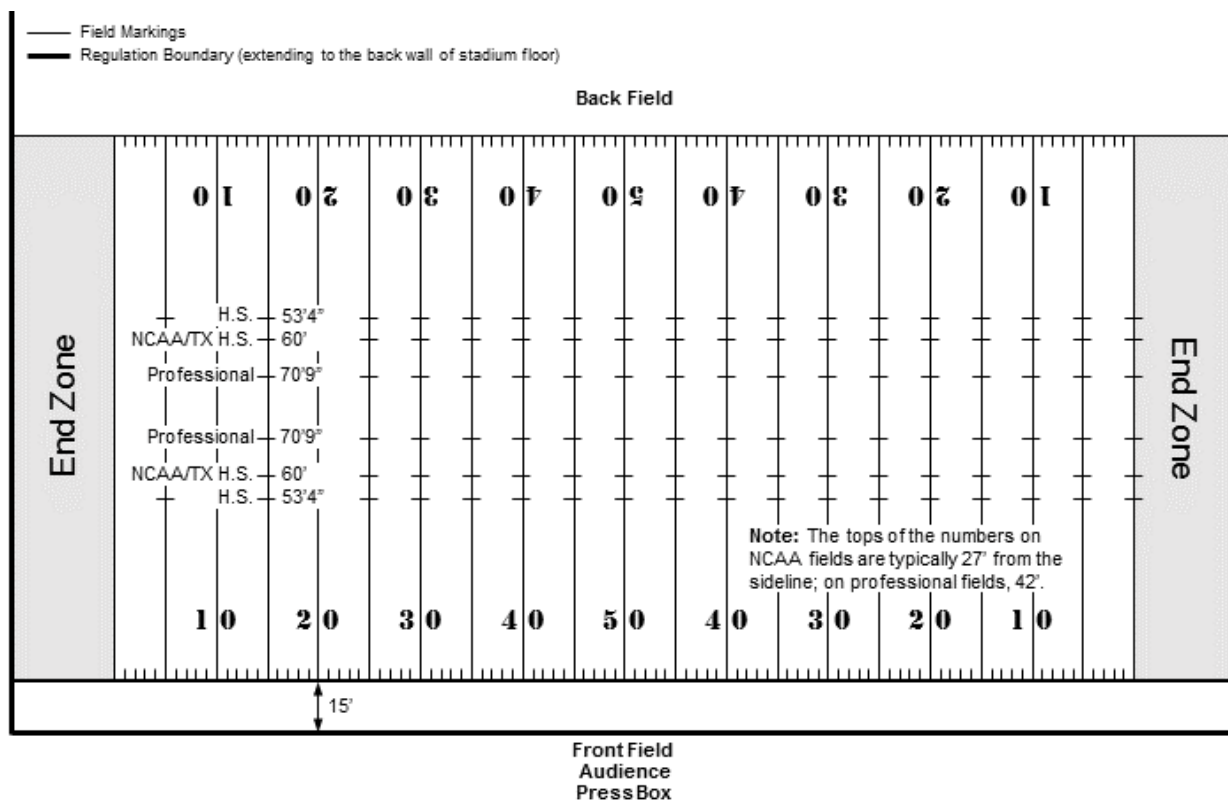 Field Markings
Regulation Boundary (extending to the back wall of stadium floor)
Back Field
10 20 30 40 50 40 30 20 10
H.S. 53'4"
NCAA/TX H.S. 60'
Professional 70'9"
Professional 70'9"
NCAA/TX H.S. 60'
H.S. 53'4"
End Zone
End Zone
Note: The tops of the numbers on
NCAA fields are typically 27' from the
sideline; on professional fields, 42'.
10 20 30 40 50 40 30 20 10
15'
Front Field
Audience
Press Box